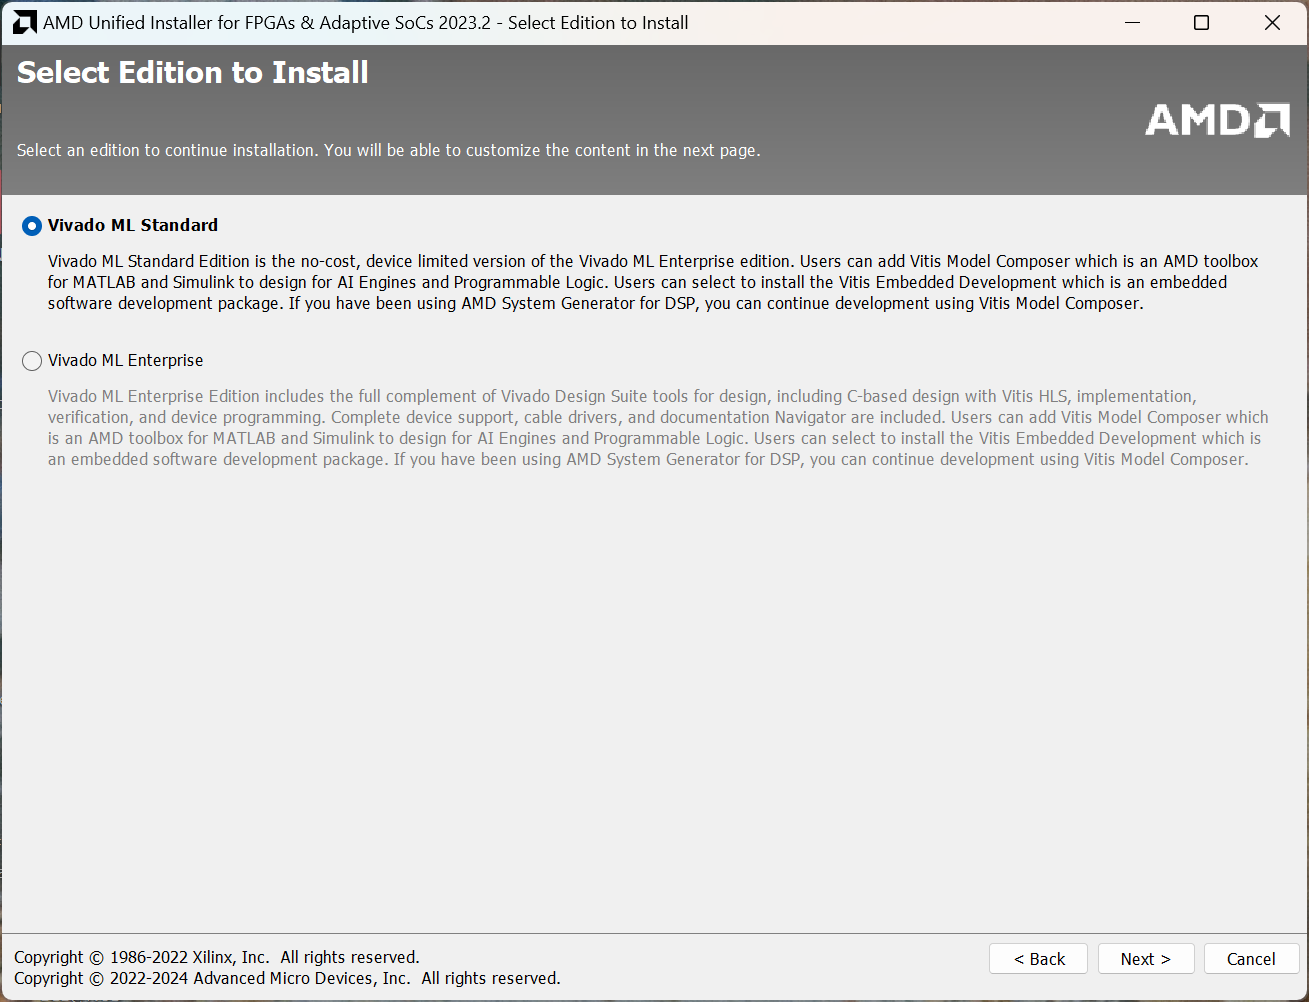 AMD Unified Installer for FPGAs & Adaptive SoCs 2023.2 - Select Edition to Install
Select Edition to Install
AMD
Select an edition to continue installation. You will be able to customize the content in the next page.
Vivado ML Standard
Vivado ML Standard Edition is the no-cost, device limited version of the Vivado ML Enterprise edition. Users can add Vitis Model Composer which is an AMD toolbox
for MATLAB and Simulink to design for AI Engines and Programmable Logic. Users can select to install the Vitis Embedded Development which is an embedded
software development package. If you have been using AMD System Generator for DSP, you can continue development using Vitis Model Composer.
Vivado ML Enterprise
Vivado ML Enterprise Edition includes the full complement of Vivado Design Suite tools for design, including C-based design with Vitis HLS, implementation,
verification, and device programming. Complete device support, cable drivers, and documentation Navigator are included. Users can add Vitis Model Composer which
is an AMD toolbox for MATLAB and Simulink to design for AI Engines and Programmable Logic. Users can select to install the Vitis Embedded Development which is
an embedded software development package. If you have been using AMD System Generator for DSP, you can continue development using Vitis Model Composer.
Copyright © 1986-2022 Xilinx, Inc.  All rights reserved.
Copyright © 2022-2024 Advanced Micro Devices, Inc.  All rights reserved.
< Back
Next >
Cancel